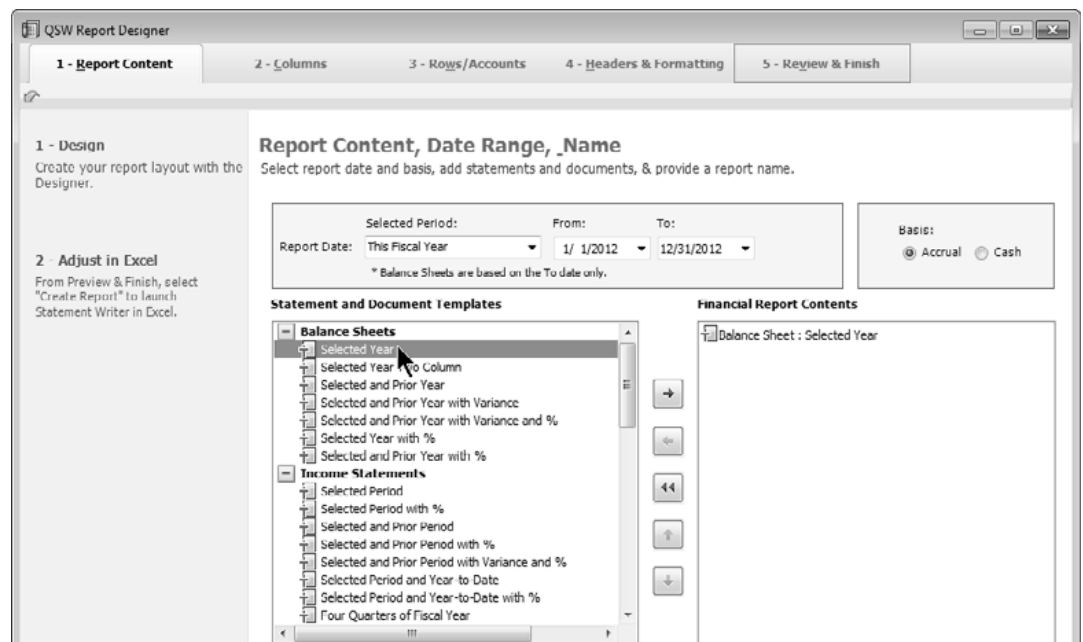 QSW Report Designer
1 - Report Content
2 - Columns
3 - Rows/Accounts
4 - Headers & Formatting
5 - Review & Finish
1 - Design
Create your report layout with the
Designer.
2 - Adjust in Excel
From Preview & Finish, select
"Create Report" to launch
Statement Writer in Excel.
Report Content, Date Range, _Name
Select report date and basis, add statements and documents, & provide a report name.
Selected Period: From: To:
Report Date: This Fiscal Year 1/ 1/2012 12/31/2012
* Balance Sheets are based on the To date only.
Basis:
Accrual Cash
Statement and Document Templates
Balance Sheets
Selected Year
Selected Year Column
Selected and Prior Year
Selected and Prior Year with Variance
Selected and Prior Year with Variance and %
Selected Year with %
Selected and Prior Year with %
Income Statements
Selected Period
Selected Period with %
Selected and Prior Period
Selected and Prior Period with %
Selected and Prior Period with Variance and %
Selected Period and Year-to-Date
Selected Period and Year-to-Date with %
Four Quarters of Fiscal Year
Financial Report Contents
Balance Sheet : Selected Year